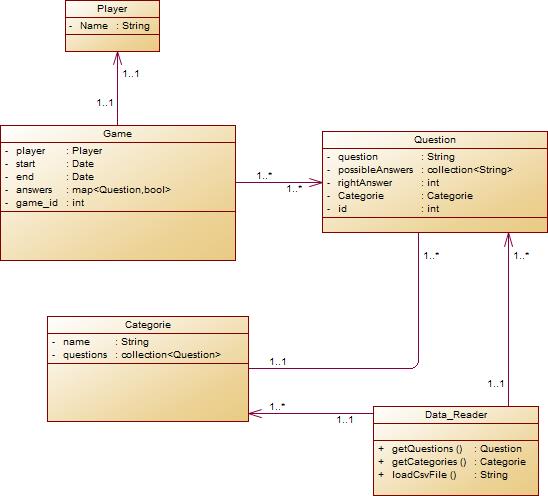 Player
- Name : String
1..1
1..1
Game
- player : Player
- start : Date
- end : Date
- answers : map<Question,bool>
- game_id : int
1..*
1..*
Question
- question : String
- possibleAnswers : collection<String>
- rightAnswer : int
- Categorie : Categorie
- id : int
1..*
1..*
Categorie
- name : String
- questions : collection<Question>
1..1
1..1
1..*
1..1
Data_Reader
+ getQuestions () : Question
+ getCategories () : Categorie
+ loadCsvFile () : String